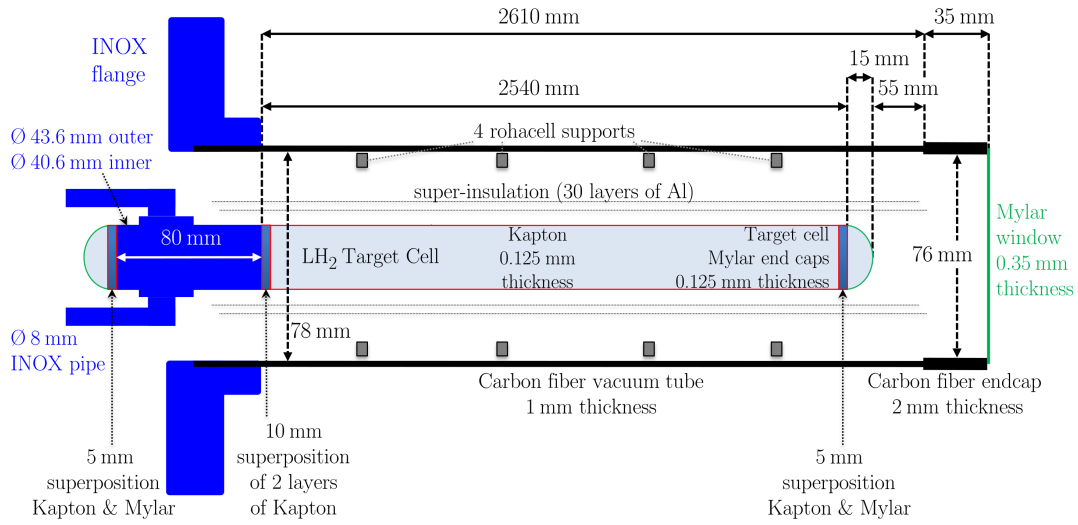 2610 mm
35 mm
INOX
flange
15 mm
2540 mm
55 mm
Ø 43.6 mm outer
Ø 40.6 mm inner
4 rohacell supports
super-insulation (30 layers of Al)
80 mm
LH₂ Target Cell
Kapton
0.125 mm
thickness
Target cell
Mylar end caps
0.125 mm thickness
76 mm
Mylar
window
0.35 mm
thickness
78 mm
Ø 8 mm
INOX pipe
Carbon fiber vacuum tube
1 mm thickness
Carbon fiber endcap
2 mm thickness
5 mm
superposition
Kapton & Mylar
10 mm
superposition
of 2 layers
of Kapton
5 mm
superposition
Kapton & Mylar